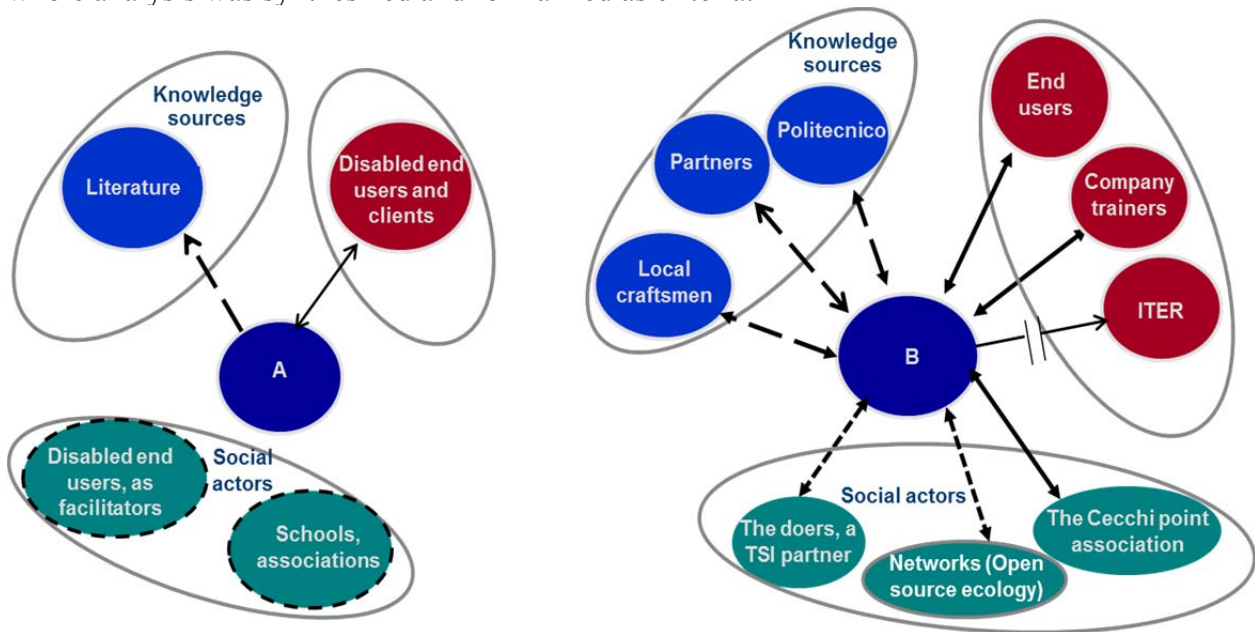 Knowledge
sources
Literature
Disabled end
users and
clients
A
Disabled end
users, as
facilitators
Social
actors
Schools,
associations
Knowledge
sources
Politecnico
Partners
Local
craftsmen
End
users
Company
trainers
ITER
B
Social actors
The doers, a
TSI partner
Networks (Open
source ecology)
The Cecchi point
association